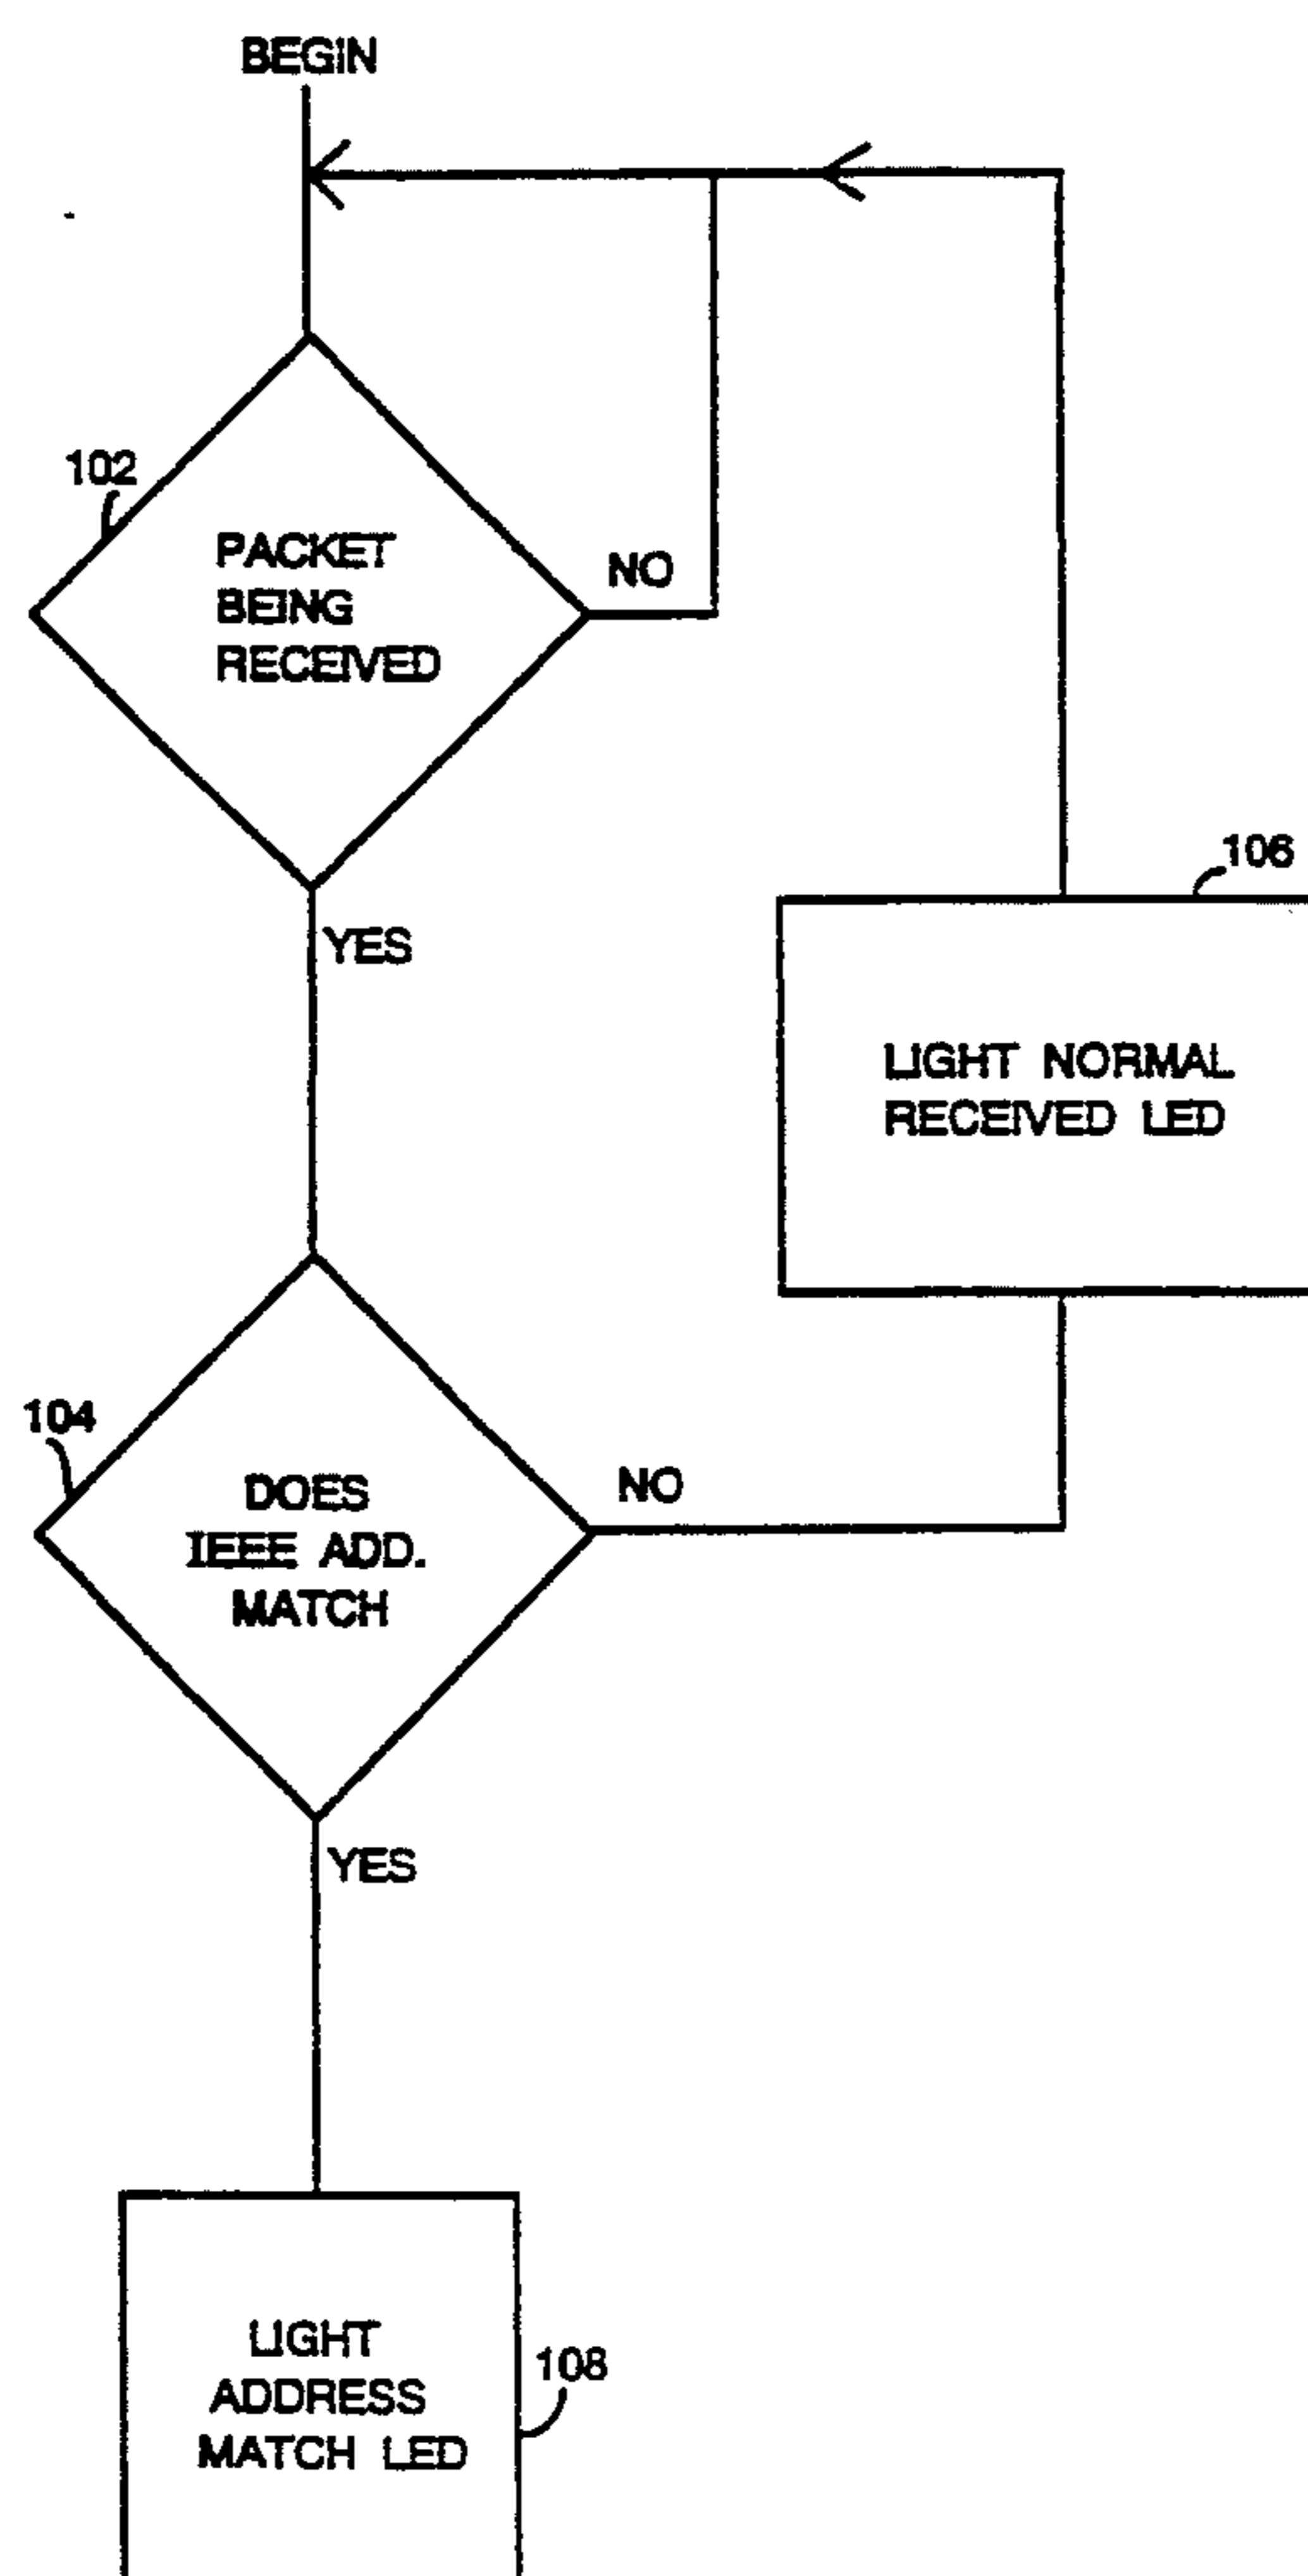 BEGIN
102
PACKET
BEING
RECEIVED
NO
YES
106
LIGHT NORMAL
RECEIVED LED
104
DOES
IEEE ADD.
MATCH
NO
YES
LIGHT
ADDRESS
MATCH LED
108